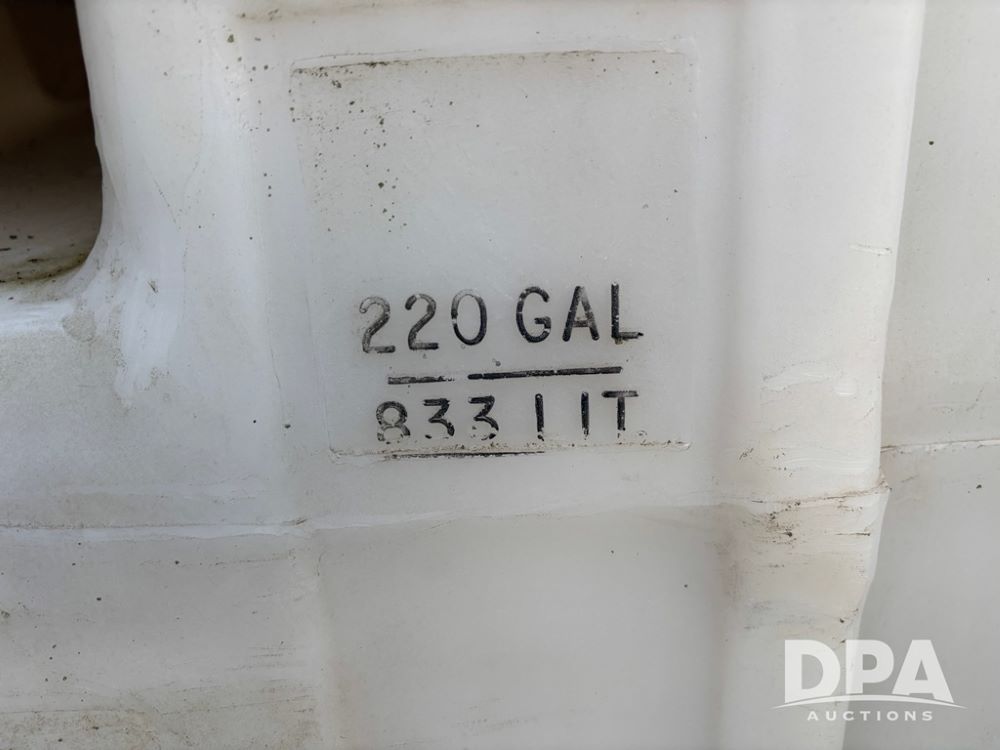 220 GAL
833 LIT
DPA
AUCTIONS